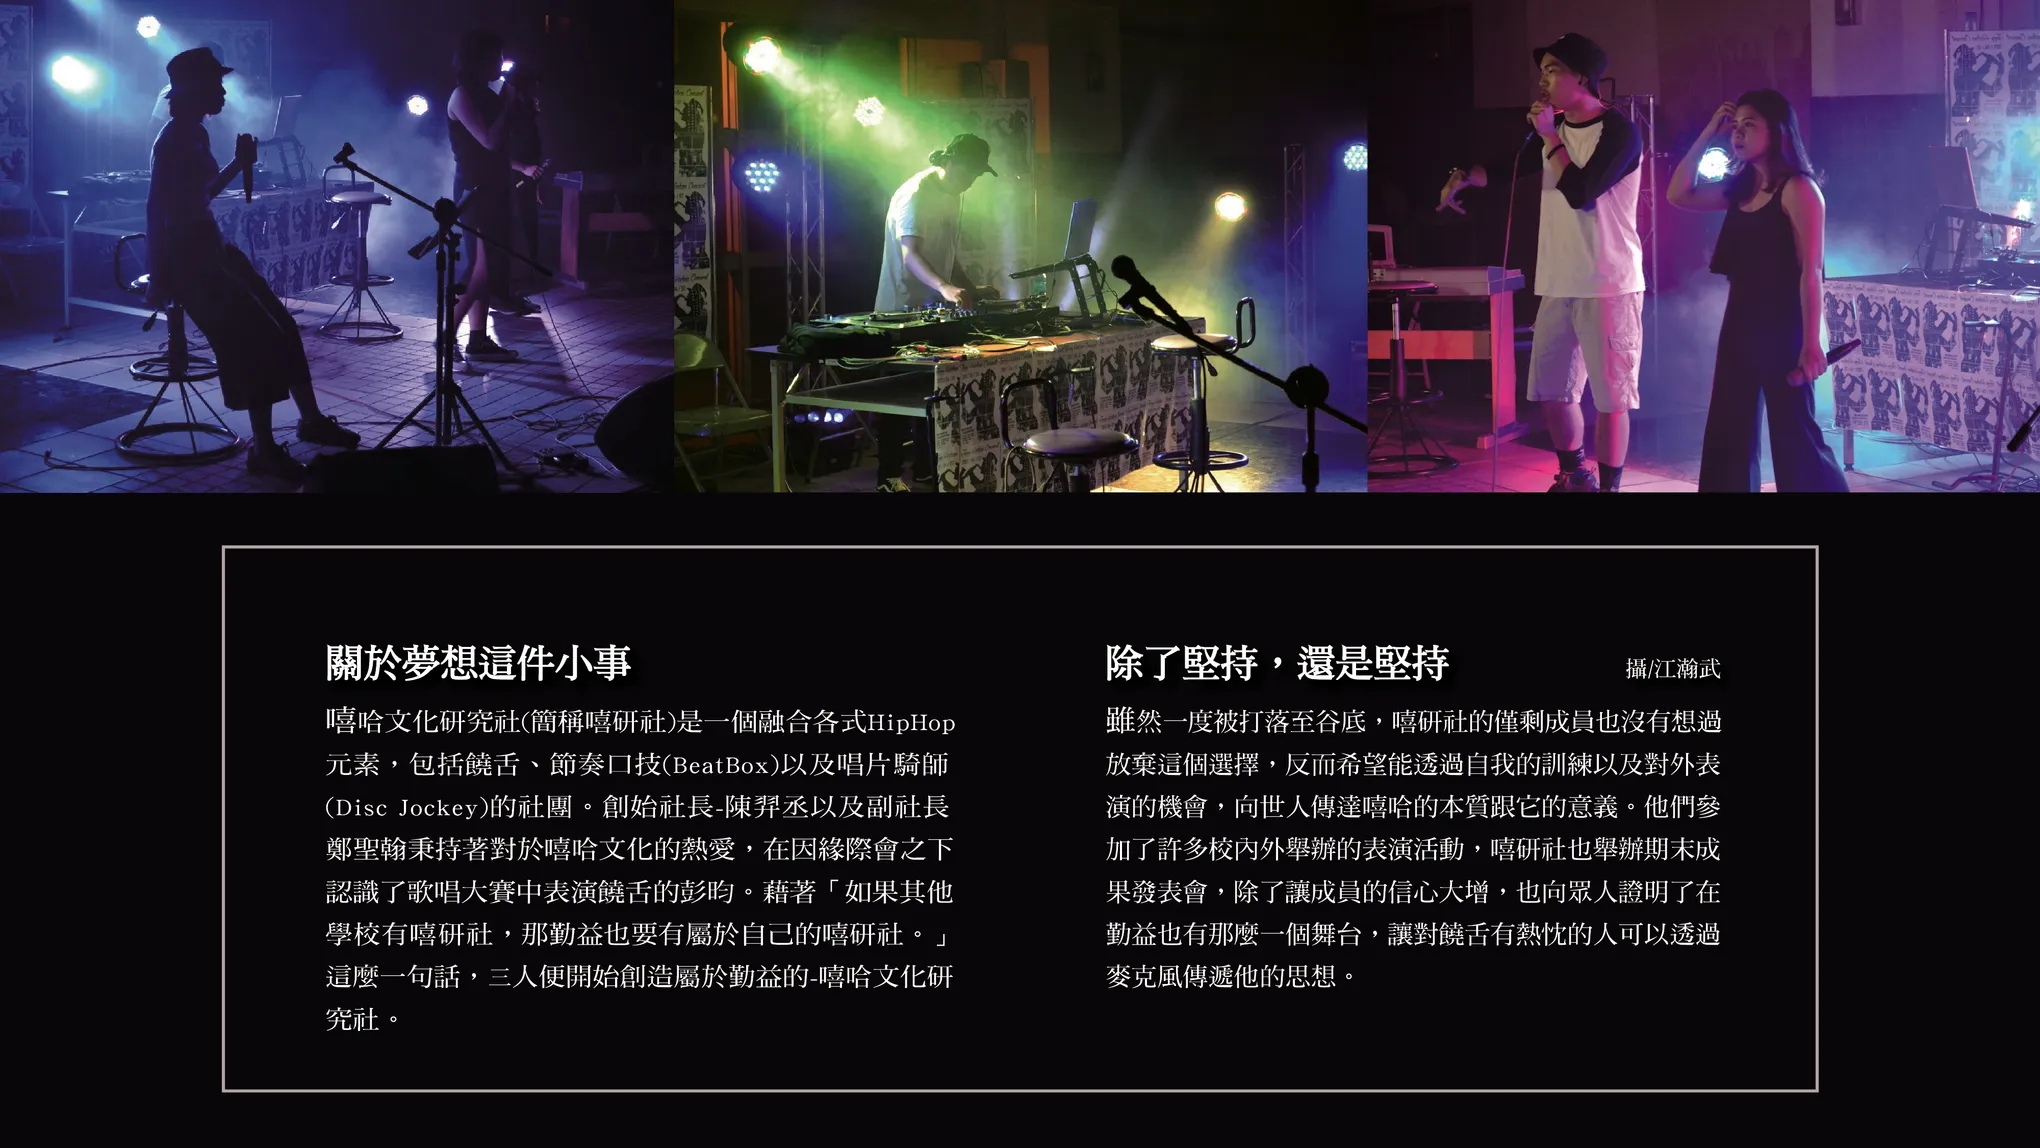 關於夢想這件小事
嘻哈文化研究社(簡稱嘻研社)是一個融合各式HipHop
元素，包括饒舌、節奏口技(BeatBox)以及唱片騎師
(Disc Jockey)的社團。創始社長-陳羿丞以及副社長
鄭聖翰秉持著對於嘻哈文化的熱愛，在因緣際會之下
認識了歌唱大賽中表演饒舌的彭昀。藉著「如果其他
學校有嘻研社，那勤益也要有屬於自己的嘻研社。」
這麼一句話，三人便開始創造屬於勤益的-嘻哈文化研
究社。
除了堅持，還是堅持
攝/江瀚武
雖然一度被打落至谷底，嘻研社的僅剩成員也沒有想過
放棄這個選擇，反而希望能透過自我的訓練以及對外表
演的機會，向世人傳達嘻哈的本質跟它的意義。他們參
加了許多校內外舉辦的表演活動，嘻研社也舉辦期末成
果發表會，除了讓成員的信心大增，也向眾人證明了在
勤益也有那麼一個舞台，讓對饒舌有熱忱的人可以透過
麥克風傳遞他的思想。